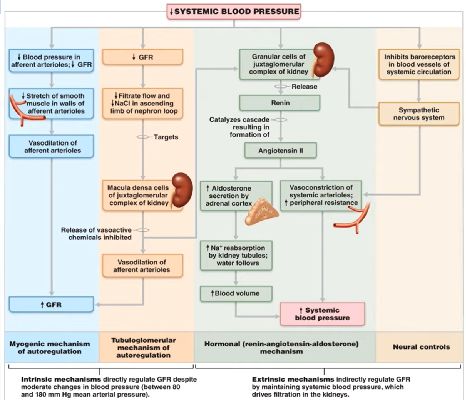 ↓SYSTEMIC BLOOD PRESSURE
↓Blood pressure in
afferent arterioles;↓ GFR
↓Stretch of smooth
muscle in walls of
afferent arterioles
Vasodilation of
afferent arterioles
↑GFR
Myogenic mechanism
of autoregulation
↓ GFR
↓Filtrate flow and
↓NaCl in ascending
limb of nephron loop
Targets
Macula densa cells
of juxtaglomerular
complex of kidney
Release of vasoactive
chemicals inhibited
Vasodilation of
afferent arterioles
Tubuloglomerular
mechanism of
autoregulation
Granular cells of
juxtaglomerular
complex of kidney
Release
Renin
Catalyzes cascade
resulting in
formation of
Angiotensin II
↑ Aldosterone
secretion by
adrenal cortex
Vasoconstriction of
systemic arterioles;
↑ peripheral resistance
↑ Na⁺ reabsorption
by kidney tubules;
water follows
↑Blood volume
↑ Systemic
blood pressure
Hormonal (renin-angiotensin-aldosterone)
mechanism
Inhibits baroreceptors
in blood vessels of
systemic circulation
Sympathetic
nervous system
Neural controls
Intrinsic mechanisms directly regulate GFR despite
moderate changes in blood pressure (between 80
and 180 mm Hg mean arterial pressure).
Extrinsic mechanisms indirectly regulate GFR
by maintaining systemic blood pressure, which
drives filtration in the kidneys.